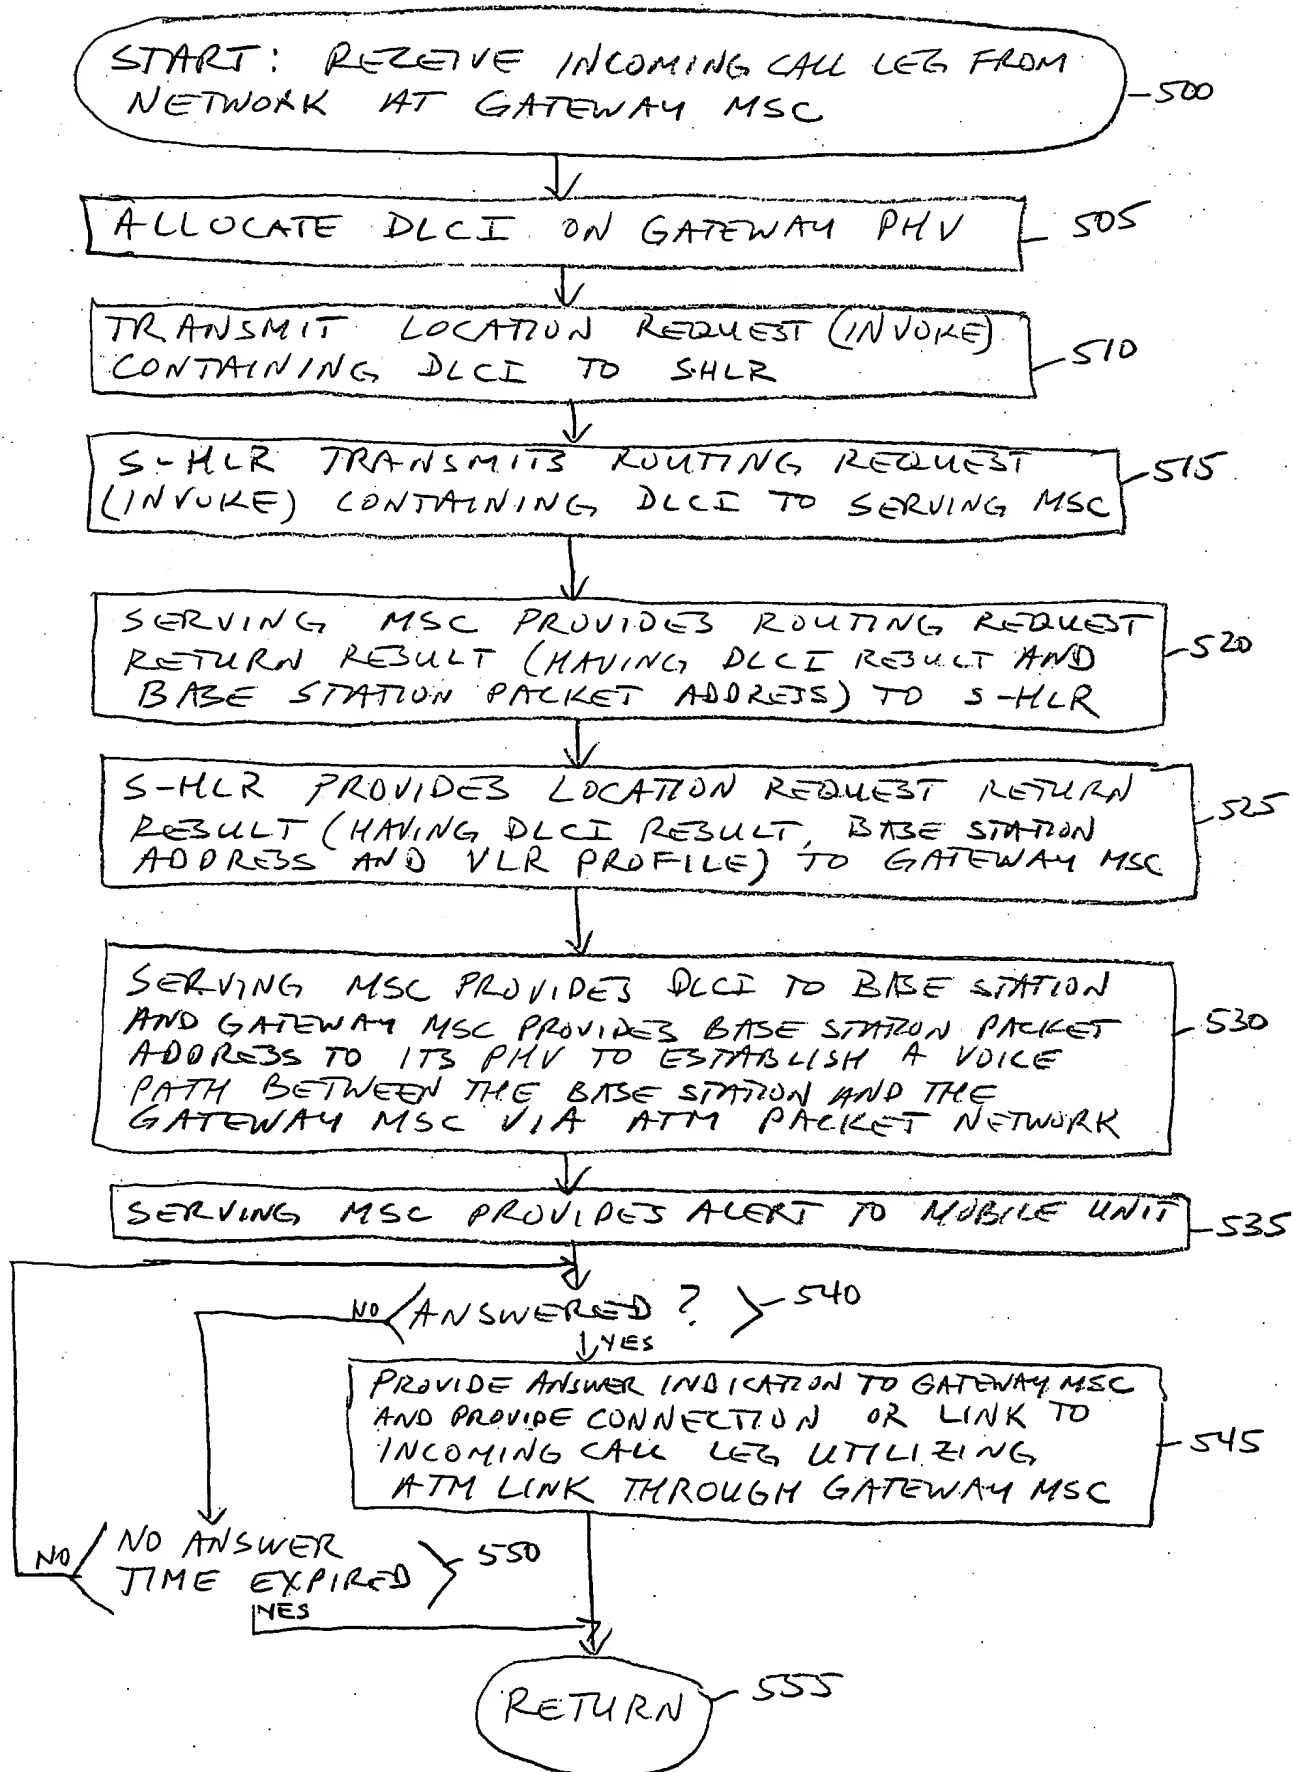 START: RECEIVE INCOMING CALL LEG FROM
NETWORK AT GATEWAY MSC
500
ALLOCATE DLCI ON GATEWAY PHV
505
TRANSMIT LOCATION REQUEST (INVOKE)
CONTAINING DLCI TO S-HLR
510
S-HLR TRANSMITS ROUTING REQUEST
(INVOKE) CONTAINING DLCI TO SERVING MSC
515
SERVING MSC PROVIDES ROUTING REQUEST
RETURN RESULT (HAVING DLCI RESULT AND
BASE STATION PACKET ADDRESS) TO S-HLR
520
S-HLR PROVIDES LOCATION REQUEST RETURN
RESULT (HAVING DLCI RESULT, BASE STATION
ADDRESS AND VLR PROFILE) TO GATEWAY MSC
525
SERVING MSC PROVIDES DLCI TO BASE STATION
AND GATEWAY MSC PROVIDES BASE STATION PACKET
ADDRESS TO ITS PHV TO ESTABLISH A VOICE
PATH BETWEEN THE BASE STATION AND THE
GATEWAY MSC VIA ATM PACKET NETWORK
530
SERVING MSC PROVIDES ALERT TO MOBILE UNIT
535
NO
ANSWERED ?
540
YES
PROVIDE ANSWER INDICATION TO GATEWAY MSC
AND PROVIDE CONNECTION OR LINK TO
INCOMING CALL LEG UTILIZING
ATM LINK THROUGH GATEWAY MSC
545
NO
NO ANSWER
TIME EXPIRED
550
YES
RETURN
555